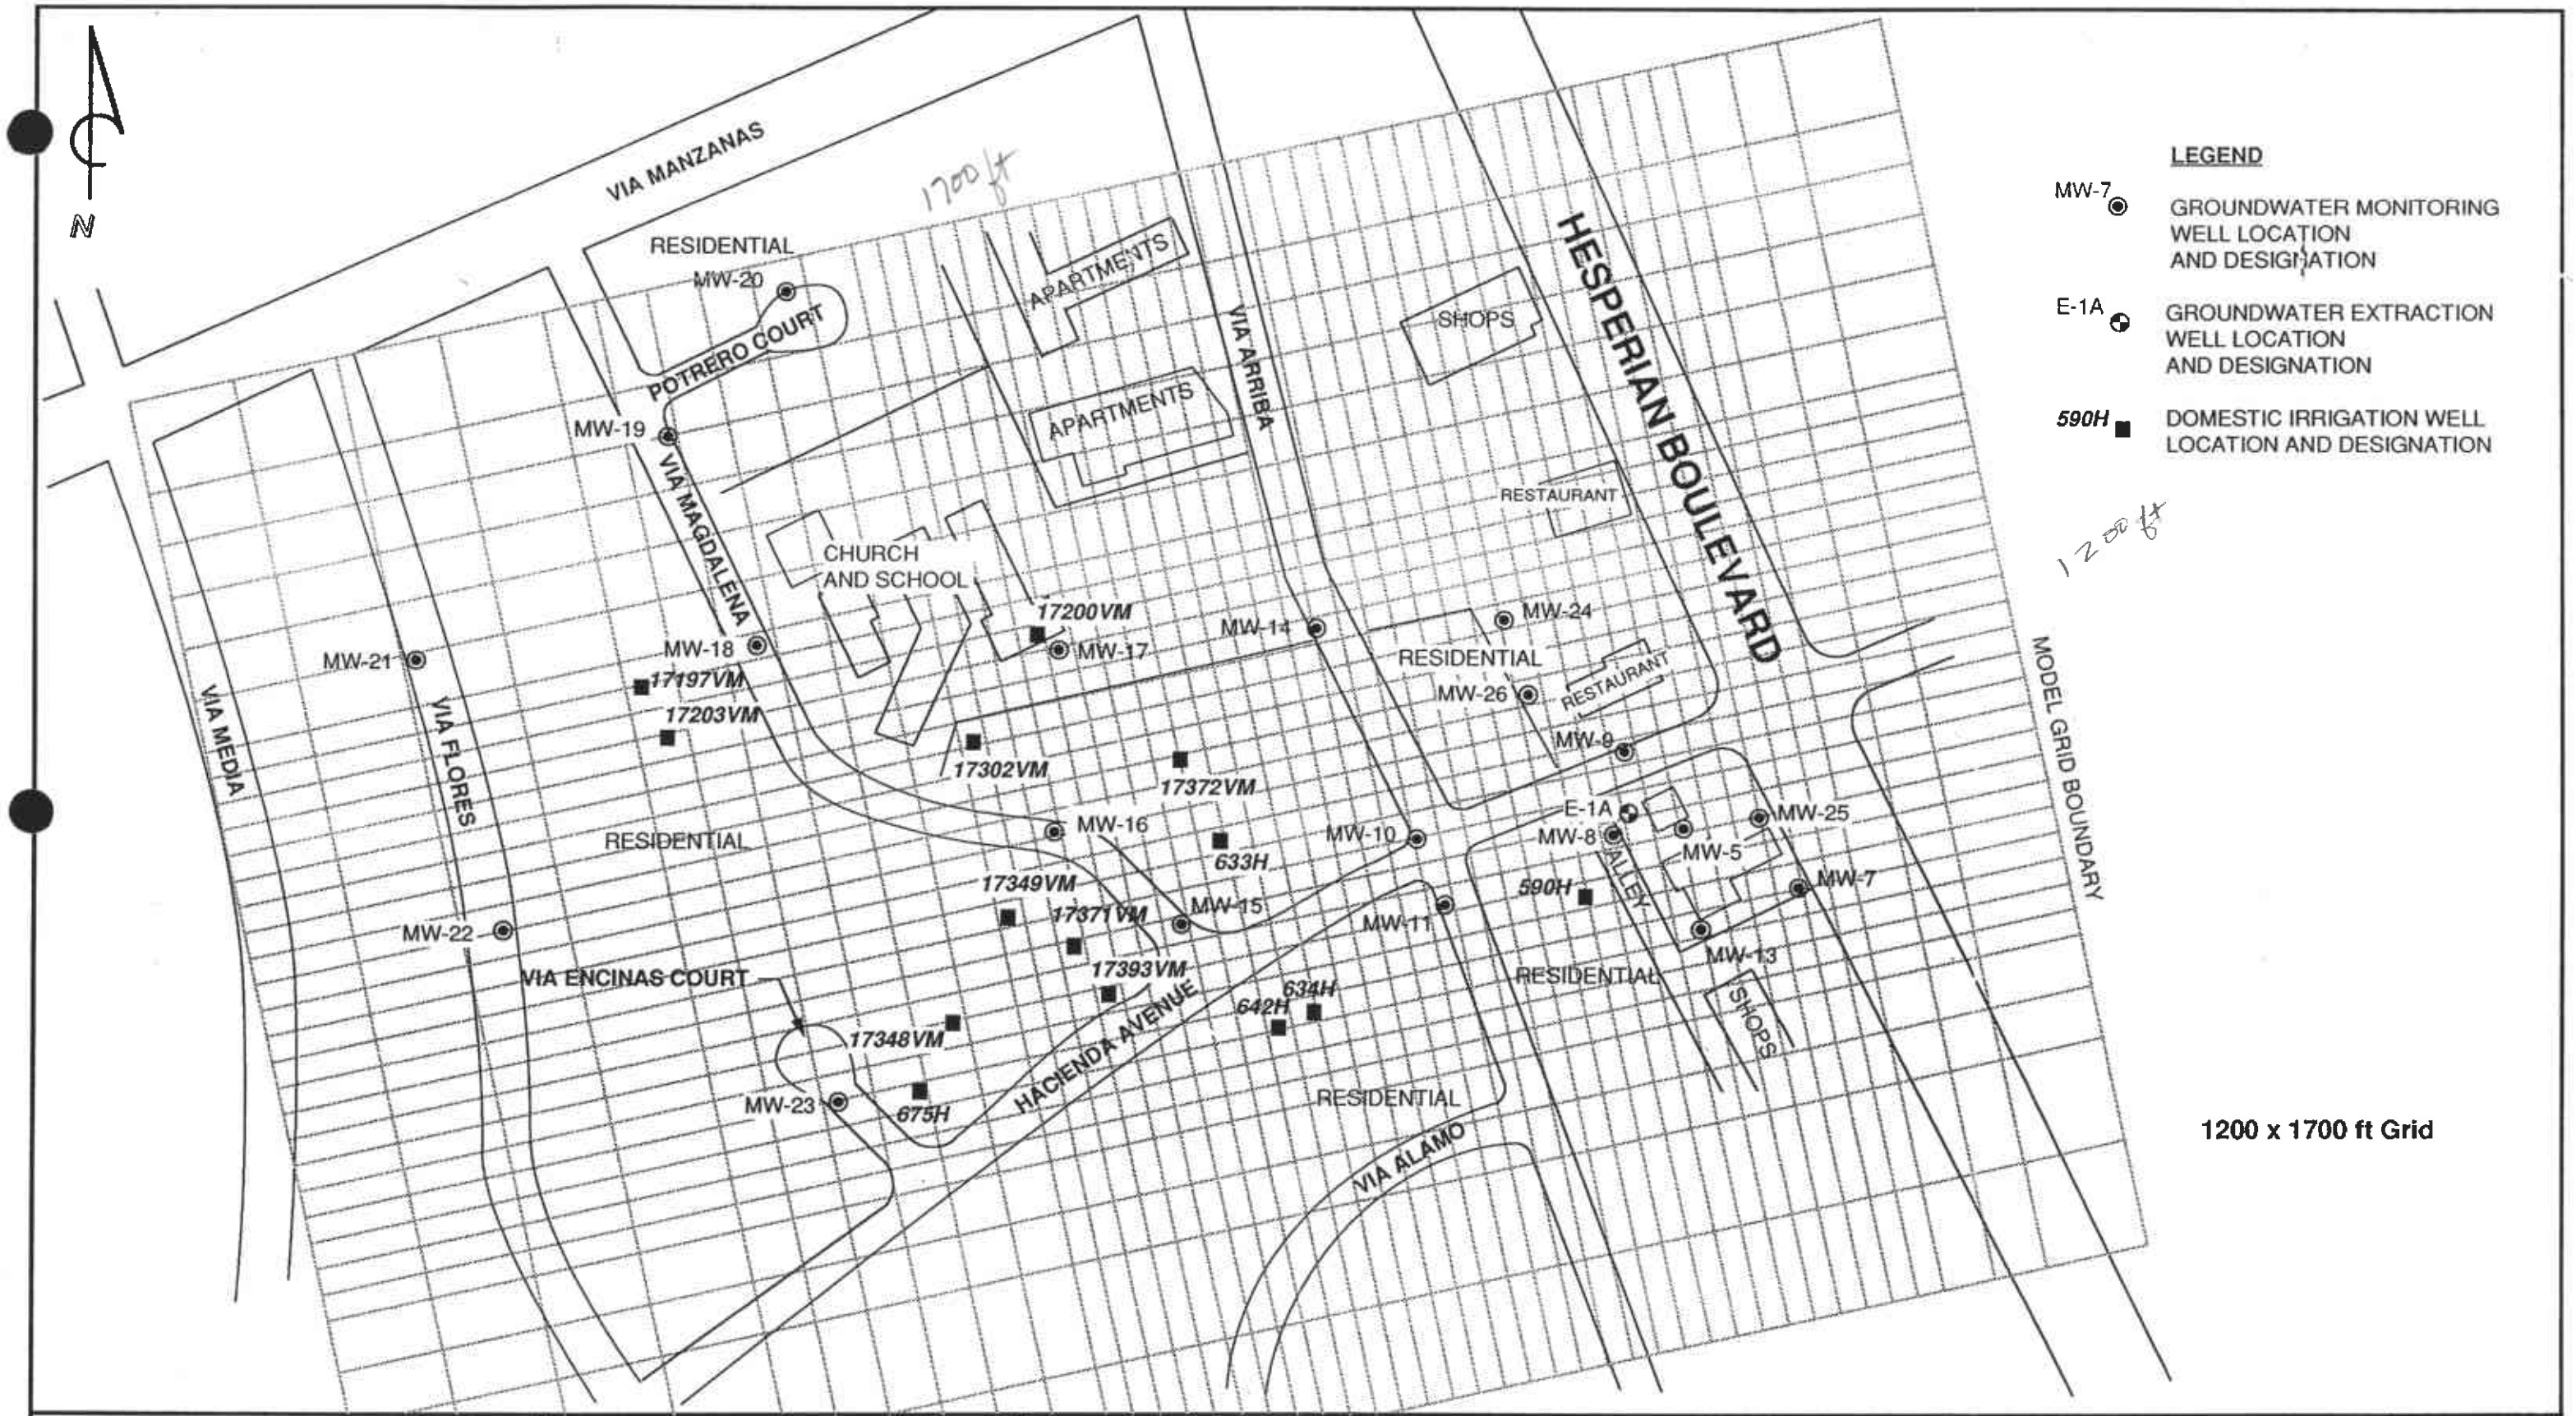 N
VIA MANZANAS
1700 ft
RESIDENTIAL
MW-20
POTRERO COURT
APARTMENTS
APARTMENTS
VIA ARRIBA
SHOPS
HESPERIAN BOULEVARD
RESTAURANT
MW-19
VIA MAGDALENA
CHURCH
AND SCHOOL
17200VM
MW-17
MW-14
MW-24
RESIDENTIAL
MW-26
RESTAURANT
MW-9
MW-18
MW-21
17197VM
17203VM
VIA MEDIA
VIA FLORES
17302VM
17372VM
MW-16
633H
MW-10
E-1A
MW-8
ALLEY
MW-5
MW-25
MW-7
590H
RESIDENTIAL
17349VM
17371VM
MW-15
MW-11
MW-13
MW-22
VIA ENCINAS COURT
17393VM
17348VM
642H
634H
RESIDENTIAL
SHOPS
MW-23
675H
HACIENDA AVENUE
RESIDENTIAL
VIA ALAMO
MODEL GRID BOUNDARY
LEGEND
MW-7
GROUNDWATER MONITORING
WELL LOCATION
AND DESIGNATION
E-1A
GROUNDWATER EXTRACTION
WELL LOCATION
AND DESIGNATION
590H
DOMESTIC IRRIGATION WELL
LOCATION AND DESIGNATION
1200 ft
1200 x 1700 ft Grid